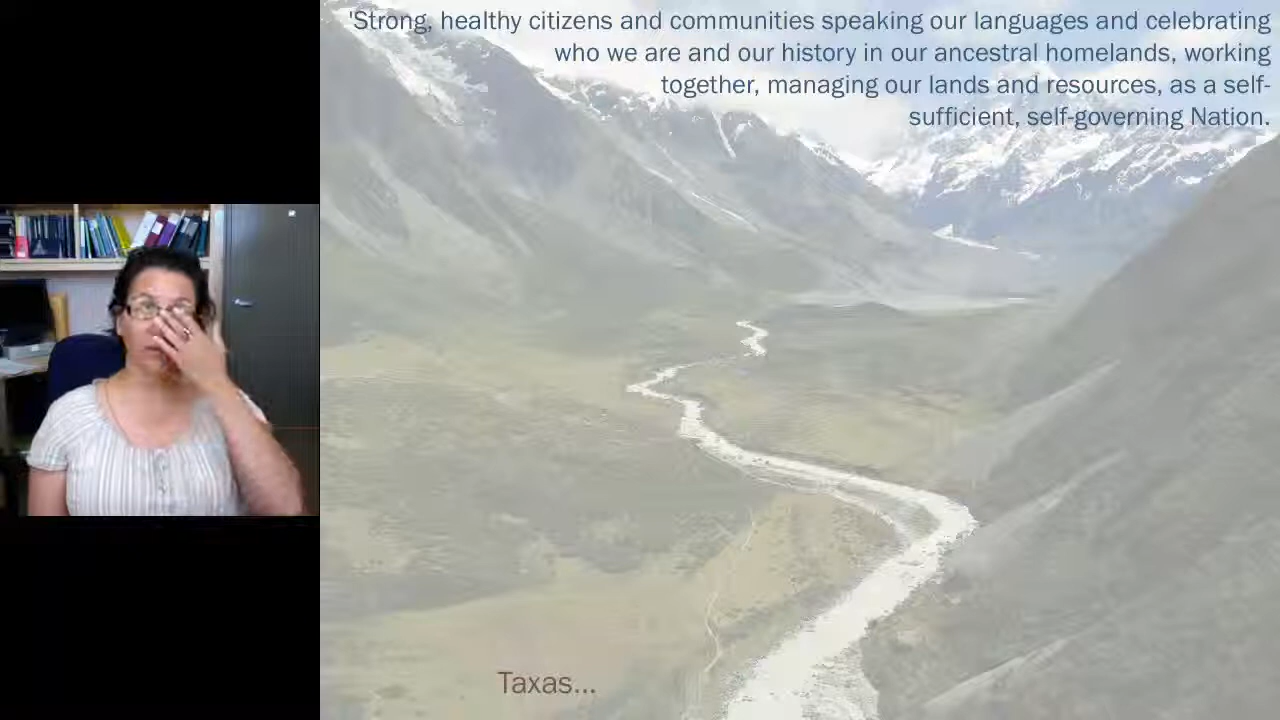 'Strong, healthy citizens and communities speaking our languages and celebrating
who we are and our history in our ancestral homelands, working
together, managing our lands and resources, as a self-
sufficient, self-governing Nation.
Taxas...